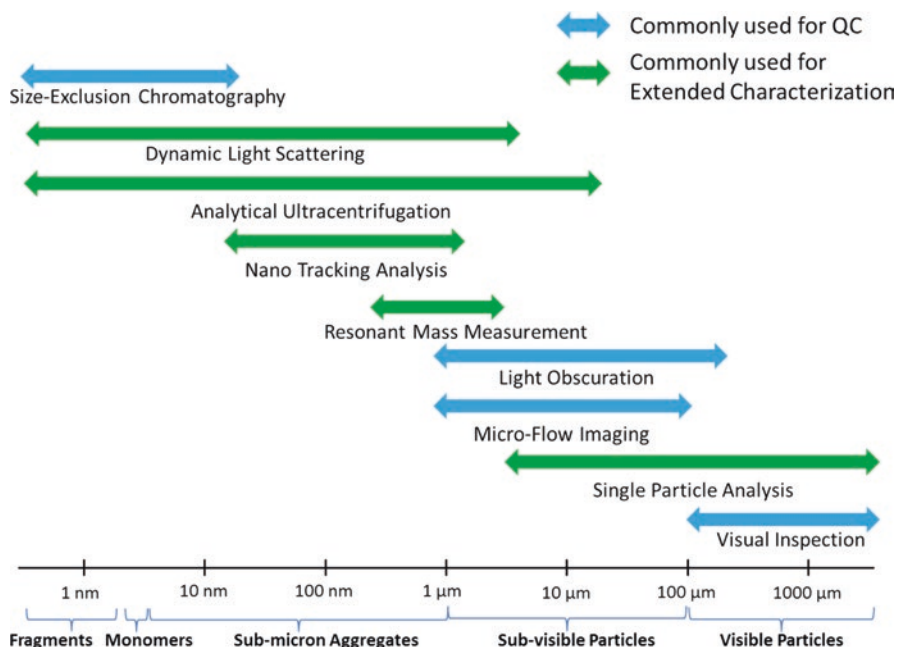 Commonly used for QC
Commonly used for
Extended Characterization
Size-Exclusion Chromatography
Dynamic Light Scattering
Analytical Ultracentrifugation
Nano Tracking Analysis
Resonant Mass Measurement
Light Obscuration
Micro-Flow Imaging
Single Particle Analysis
Visual Inspection
1 nm 10 nm 100 nm 1 µm 10 µm 100 µm 1000 µm
Fragments Monomers Sub-micron Aggregates Sub-visible Particles Visible Particles